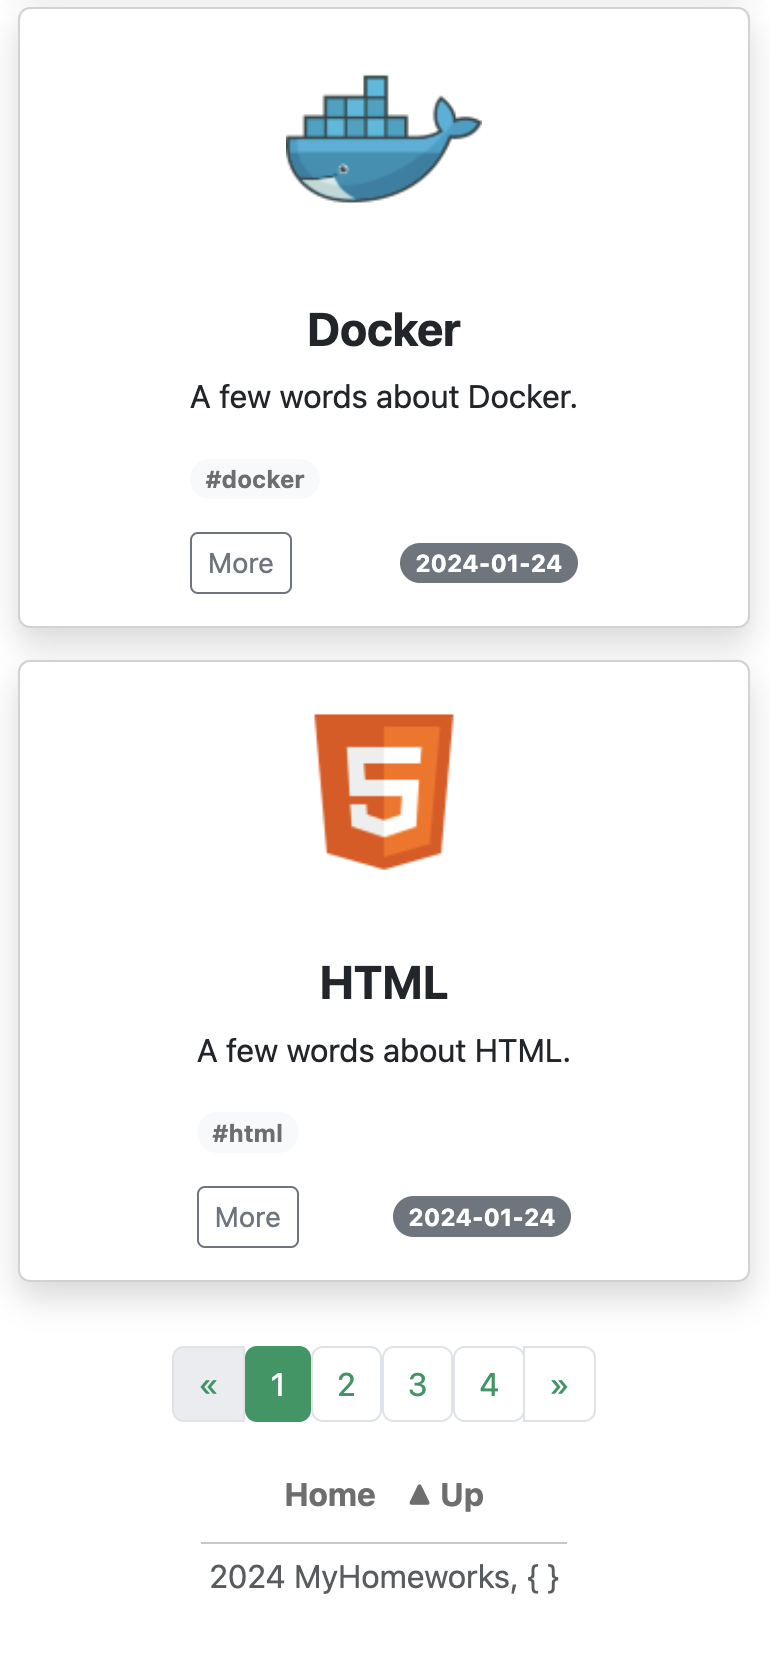 Docker
A few words about Docker.
#docker
More 2024-01-24
5
HTML
A few words about HTML.
#html
More 2024-01-24
« 1 2 3 4 »
Home ▲ Up
2024 MyHomeworks, { }